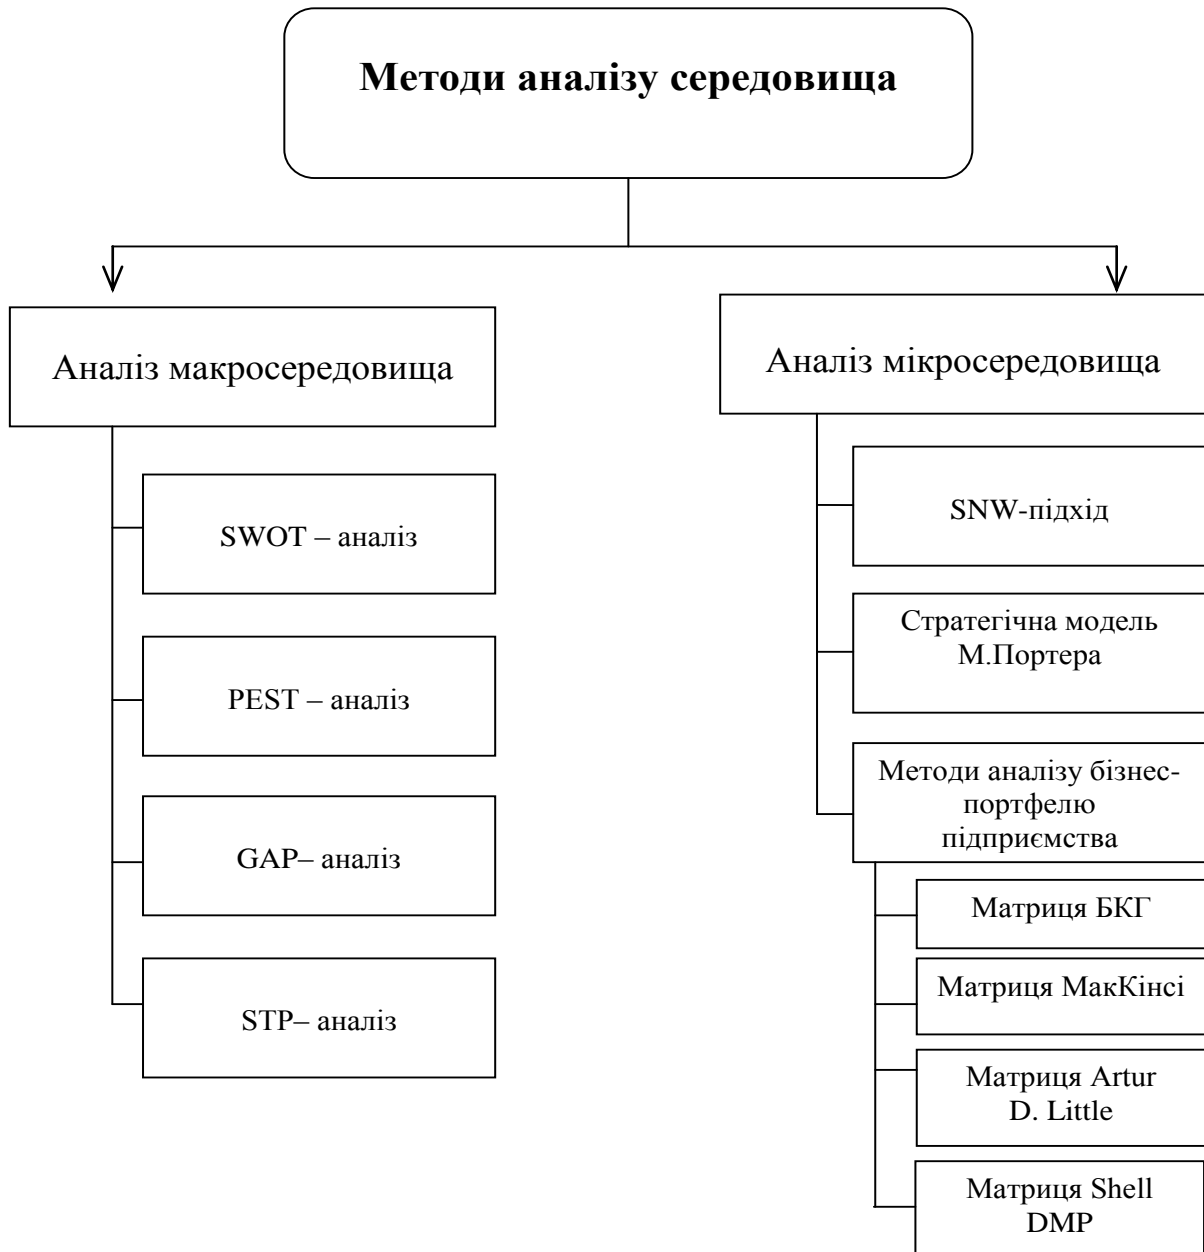 Методи аналізу середовища
Аналіз макросередовища
SWOT – аналіз
PEST – аналіз
GAP– аналіз
STP– аналіз
Аналіз мікросередовища
SNW-підхід
Стратегічна модель
М.Портера
Методи аналізу бізнес-
портфелю
підприємства
Матриця БКГ
Матриця МакКінсі
Матриця Artur
D. Little
Матриця Shell
DMP